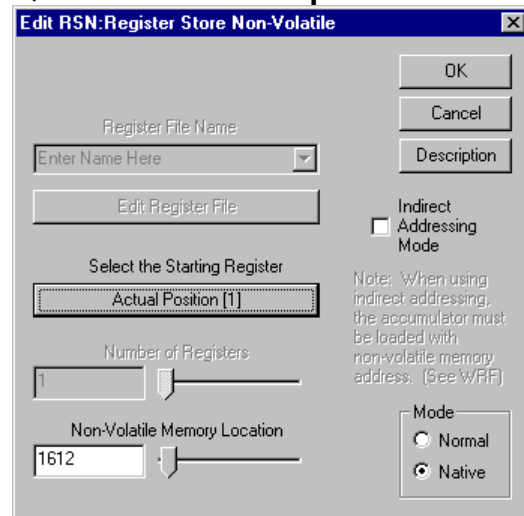 Edit RSN:Register Store Non-Volatile
OK
Cancel
Description
Register File Name
Enter Name Here
Edit Register File
Indirect
Addressing
Mode
Select the Starting Register
Actual Position [1]
Note: When using
indirect addressing,
the accumulator must
be loaded with
non-volatile memory
address. (See WRF)
Number of Registers
1
Non-Volatile Memory Location
1612
Mode
Normal
Native